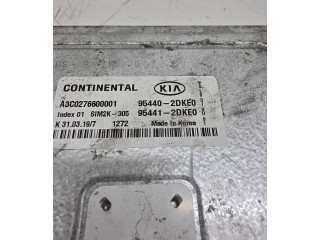 CONTINENTAL KIA
A3C0276600001 95440-2DKE0
Index 01 SIM2K-305 95441-2DKE0
K 31.03.19/7 1272 Made in Korea